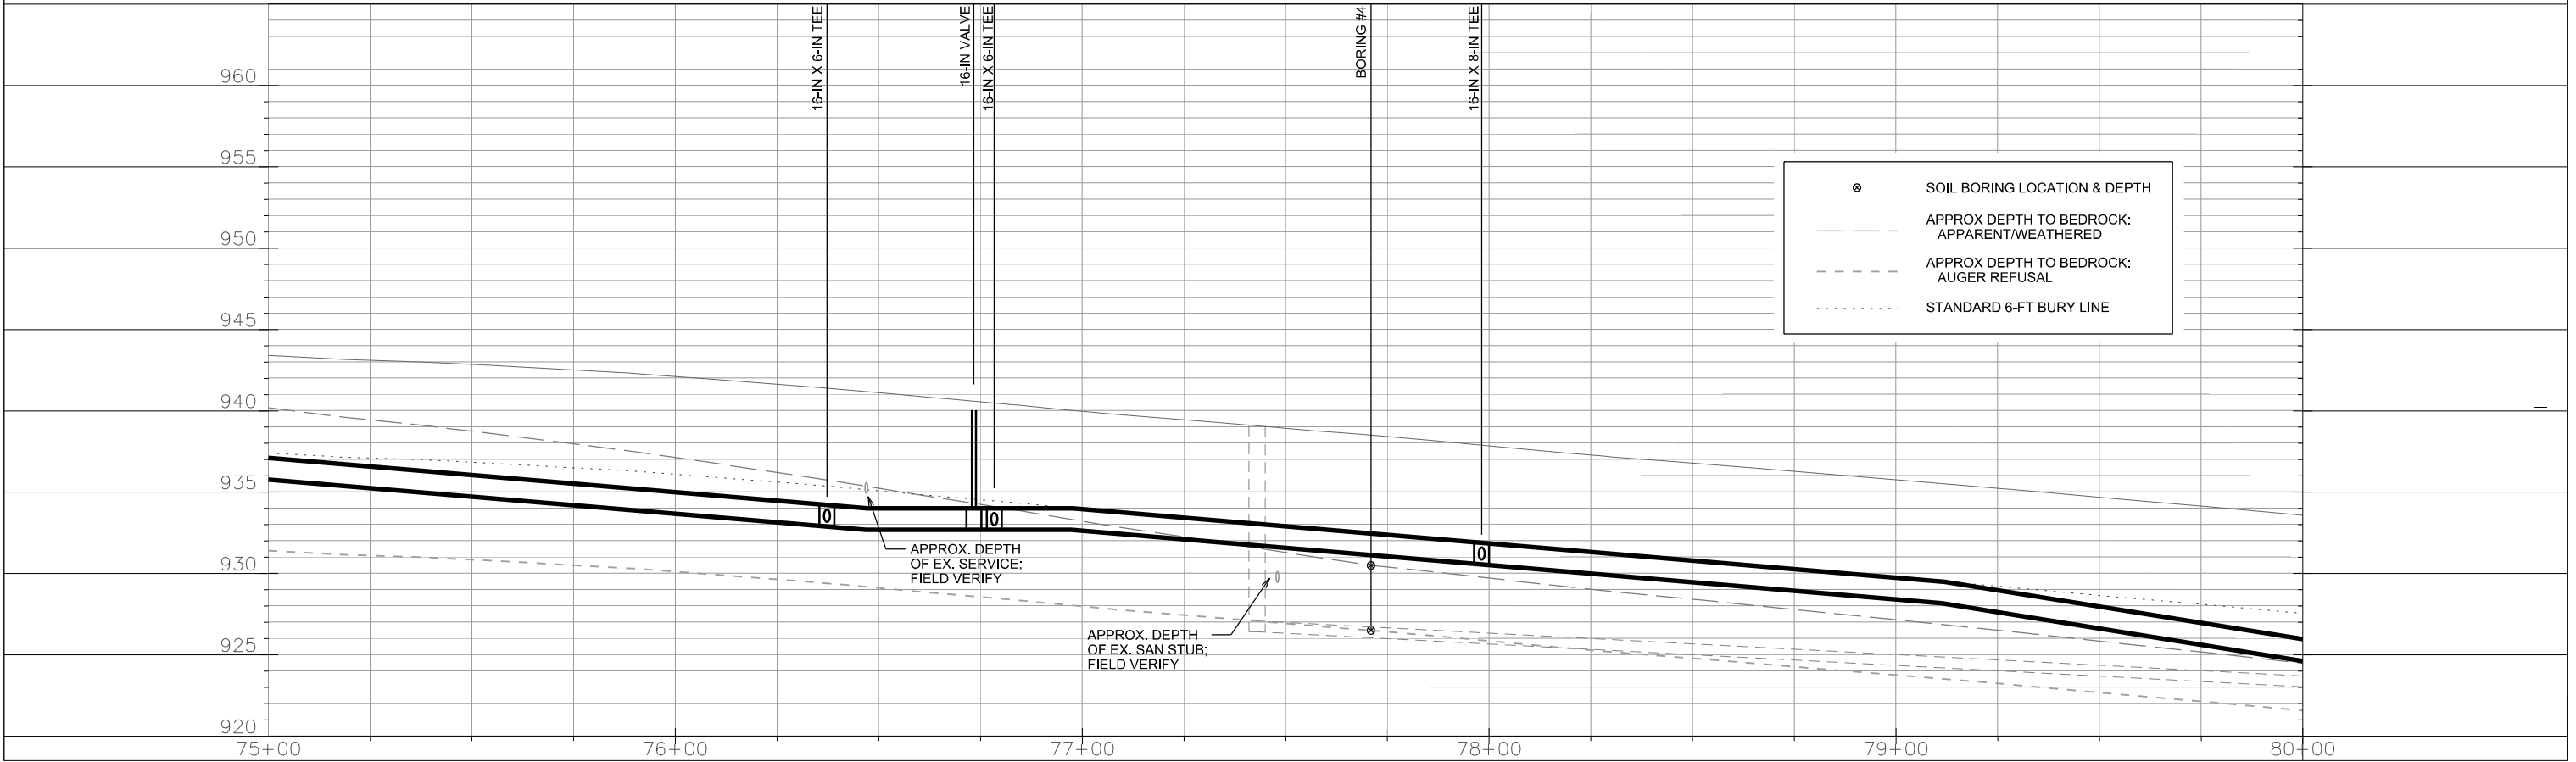 16-IN X 6-IN TEE
16-IN VALVE
16-IN X 6-IN TEE
BORING #4
16-IN X 8-IN TEE
960
955
950
945
940
935
930
925
920
SOIL BORING LOCATION & DEPTH
APPROX DEPTH TO BEDROCK:
APPARENT/WEATHERED
APPROX DEPTH TO BEDROCK:
AUGER REFUSAL
STANDARD 6-FT BURY LINE
APPROX. DEPTH
OF EX. SERVICE;
FIELD VERIFY
APPROX. DEPTH
OF EX. SAN STUB;
FIELD VERIFY
75+00 76+00 77+00 78+00 79+00 80+00